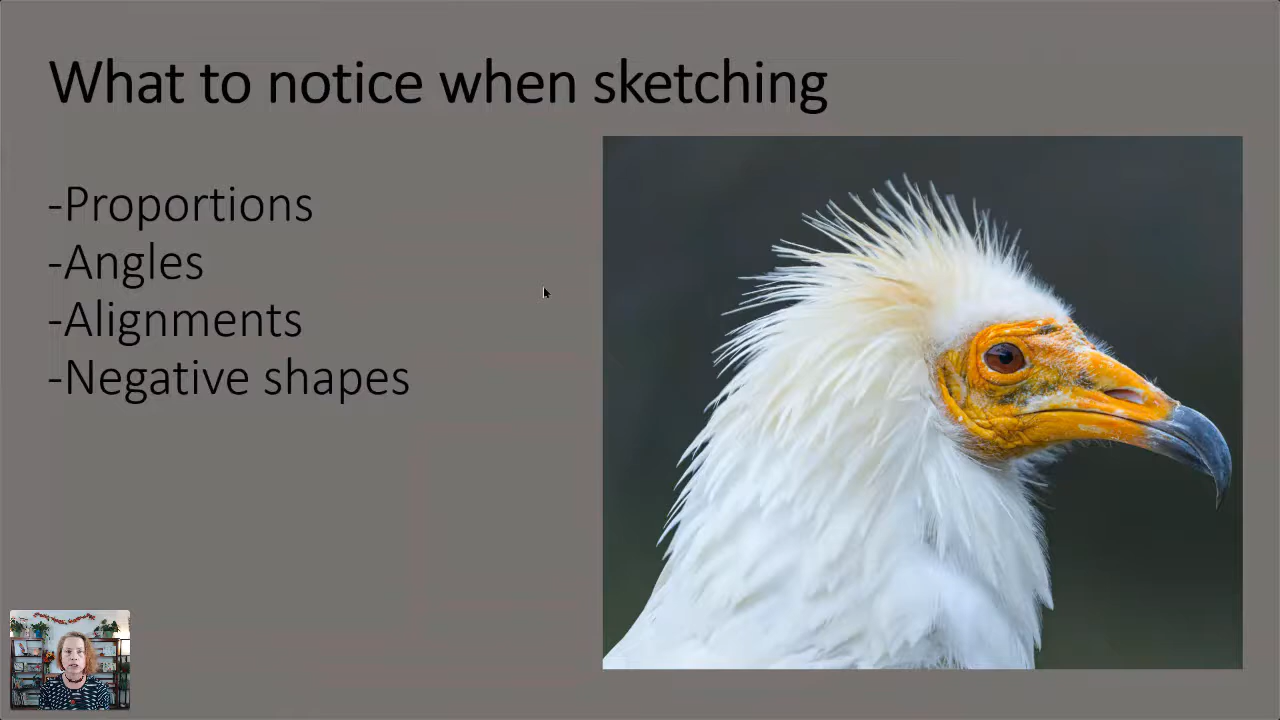 What to notice when sketching
-Proportions
-Angles
-Alignments
-Negative shapes